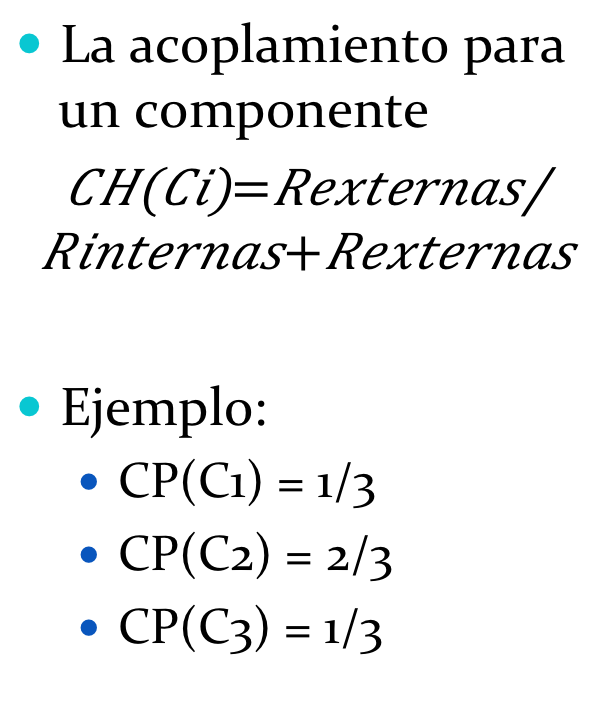 • La acoplamiento para
un componente
CH(Ci)=Rexternas/
Rinternas+Rexternas
• Ejemplo:
• CP(C1) = 1/3
• CP(C2) = 2/3
• CP(C3) = 1/3